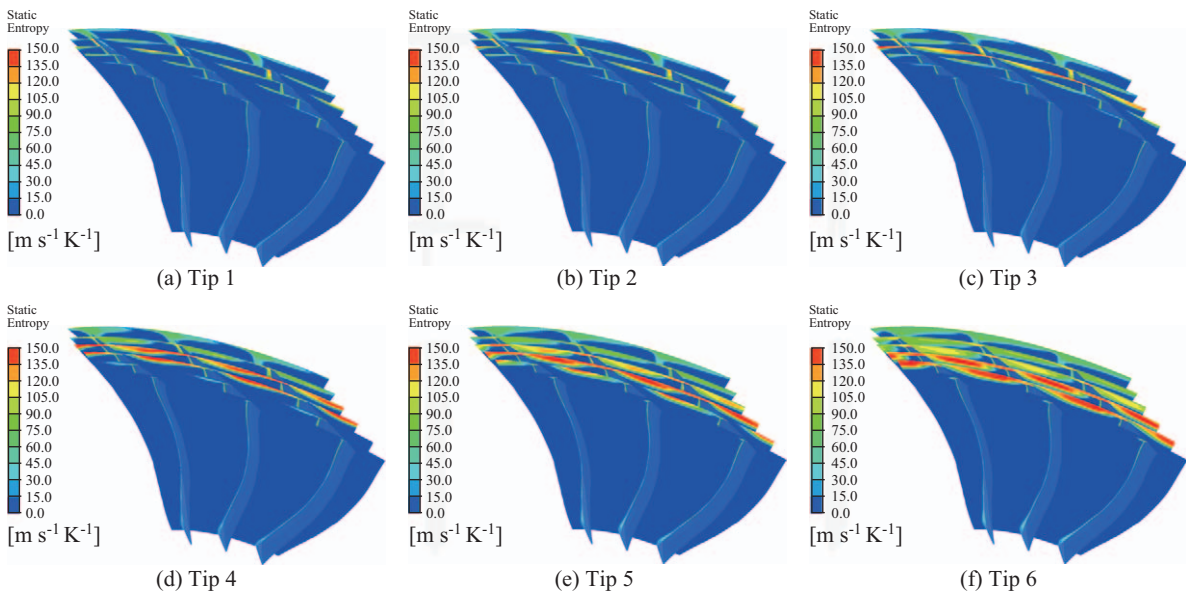 Static
Entropy
150.0
135.0
120.0
105.0
90.0
75.0
60.0
45.0
30.0
15.0
0.0
[m s⁻¹ K⁻¹]
(a) Tip 1
Static
Entropy
150.0
135.0
120.0
105.0
90.0
75.0
60.0
45.0
30.0
15.0
0.0
[m s⁻¹ K⁻¹]
(b) Tip 2
Static
Entropy
150.0
135.0
120.0
105.0
90.0
75.0
60.0
45.0
30.0
15.0
0.0
[m s⁻¹ K⁻¹]
(c) Tip 3
Static
Entropy
150.0
135.0
120.0
105.0
90.0
75.0
60.0
45.0
30.0
15.0
0.0
[m s⁻¹ K⁻¹]
(d) Tip 4
Static
Entropy
150.0
135.0
120.0
105.0
90.0
75.0
60.0
45.0
30.0
15.0
0.0
[m s⁻¹ K⁻¹]
(e) Tip 5
Static
Entropy
150.0
135.0
120.0
105.0
90.0
75.0
60.0
45.0
30.0
15.0
0.0
[m s⁻¹ K⁻¹]
(f) Tip 6